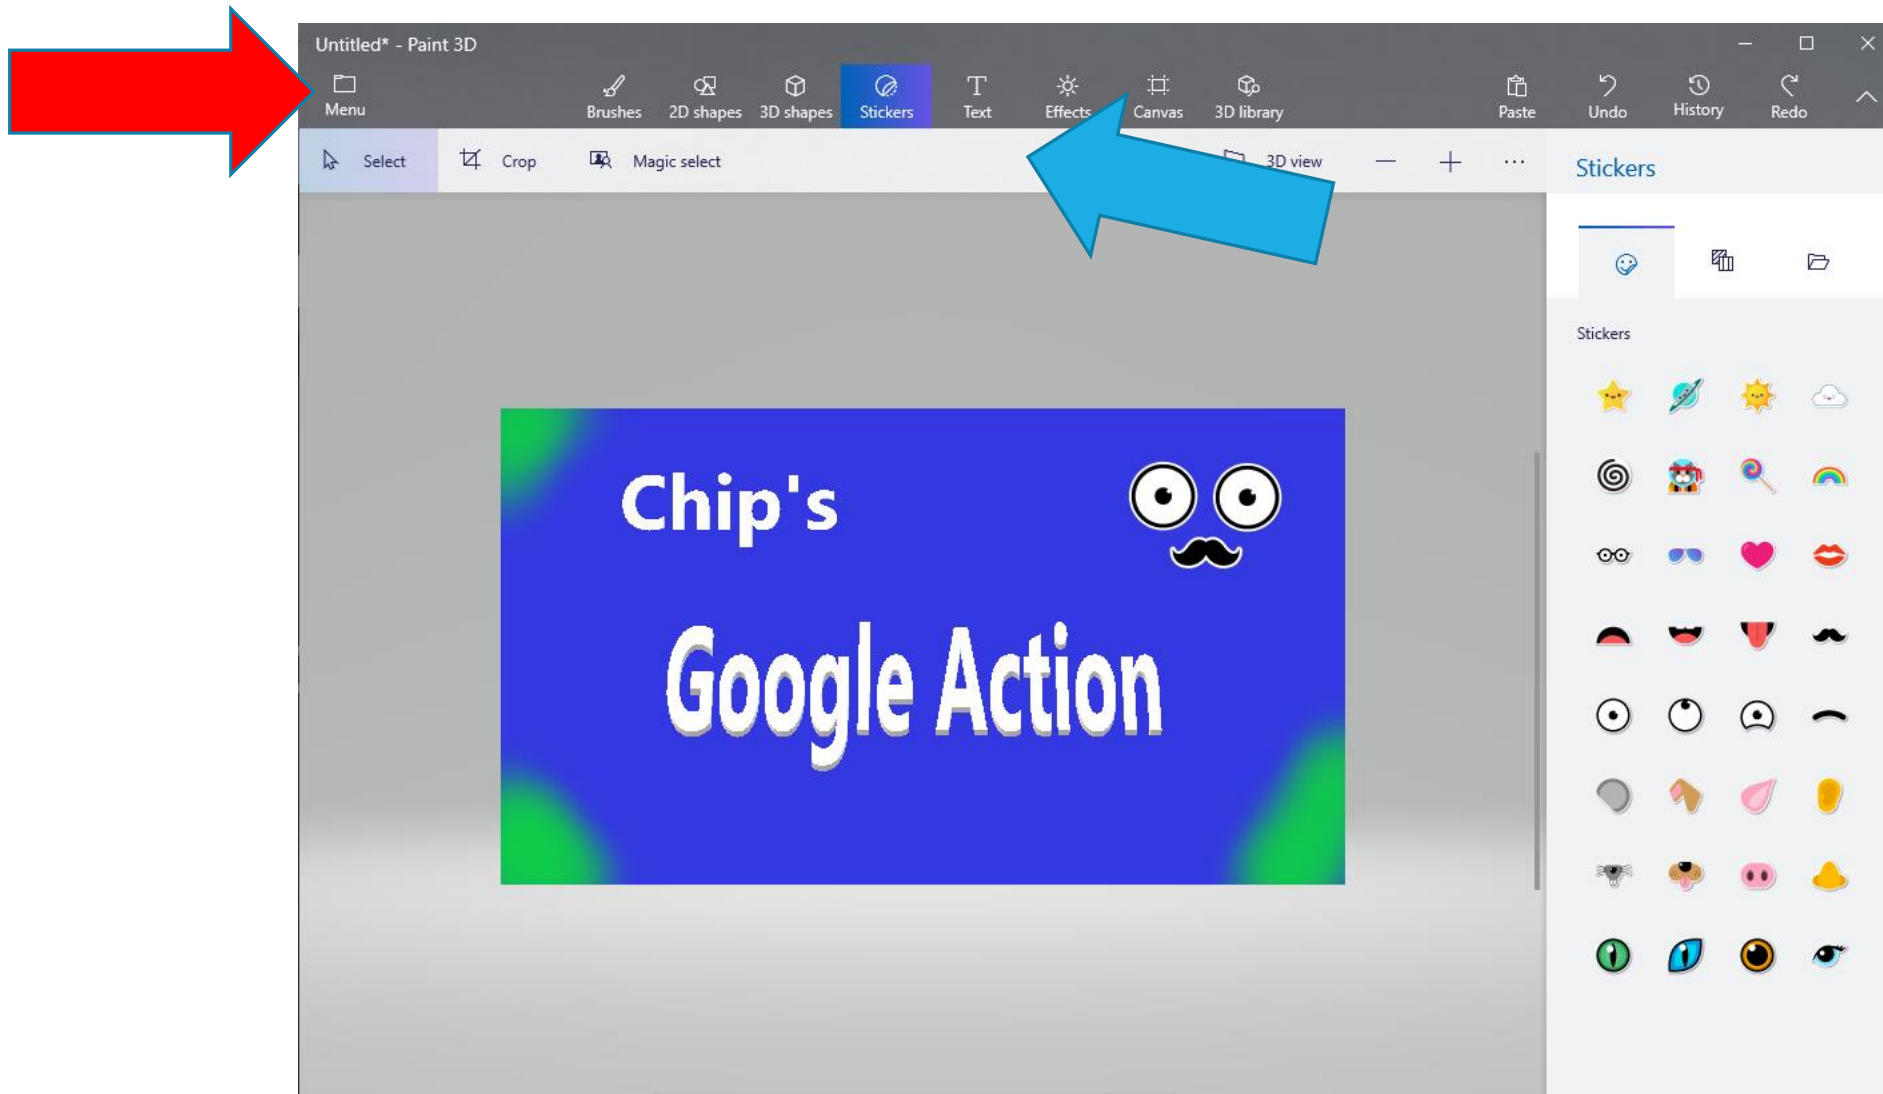 Untitled* - Paint 3D
Menu
Brushes 2D shapes 3D shapes Stickers Text Effects Canvas 3D library Paste Undo History Redo
Select Crop Magic select 3D view
Stickers
Stickers
Chip's
Google Action